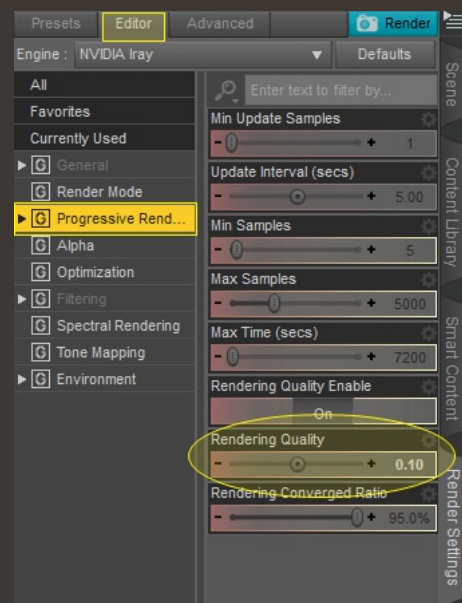 Presets Editor Advanced Render
Engine : NVIDIA Iray Defaults
All
Favorites
Currently Used
G General
G Render Mode
G Progressive Rend...
G Alpha
G Optimization
G Filtering
G Spectral Rendering
G Tone Mapping
G Environment
Enter text to filter by...
Min Update Samples
- + 1
Update Interval (secs)
- + 5.00
Min Samples
- + 5
Max Samples
- + 5000
Max Time (secs)
- + 7200
Rendering Quality Enable
On
Rendering Quality
- + 0.10
Rendering Converged Ratio
- + 95.0%
Scene
Content Library
Smart Content
Render Settings